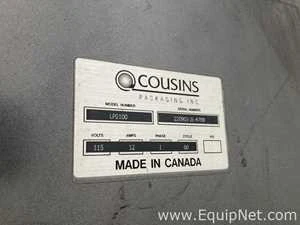 COUSINS
PACKAGING INC.
MODEL NUMBER SERIAL NUMBER
LP2100
VOLTS AMPS PHASE CYCLE
115 12 1 60
MADE IN CANADA
www.EquipNet.com